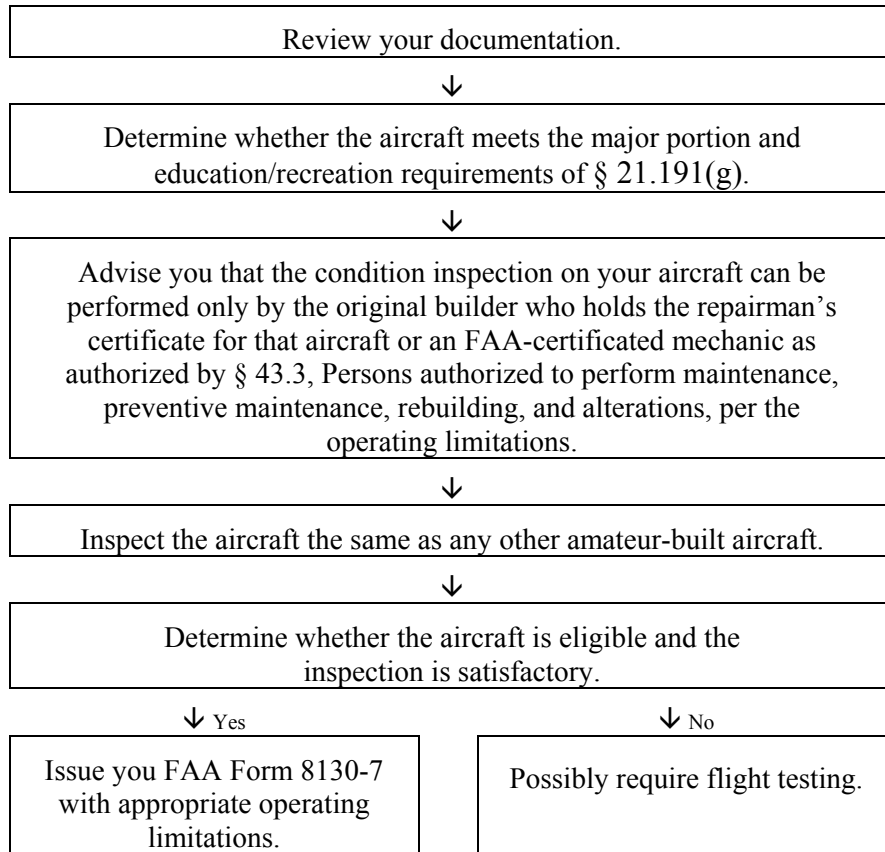 Review your documentation.
↓
Determine whether the aircraft meets the major portion and
education/recreation requirements of § 21.191(g).
↓
Advise you that the condition inspection on your aircraft can be
performed only by the original builder who holds the repairman’s
certificate for that aircraft or an FAA-certificated mechanic as
authorized by § 43.3, Persons authorized to perform maintenance,
preventive maintenance, rebuilding, and alterations, per the
operating limitations.
↓
Inspect the aircraft the same as any other amateur-built aircraft.
↓
Determine whether the aircraft is eligible and the
inspection is satisfactory.
↓ Yes
Issue you FAA Form 8130-7
with appropriate operating
limitations.
↓ No
Possibly require flight testing.